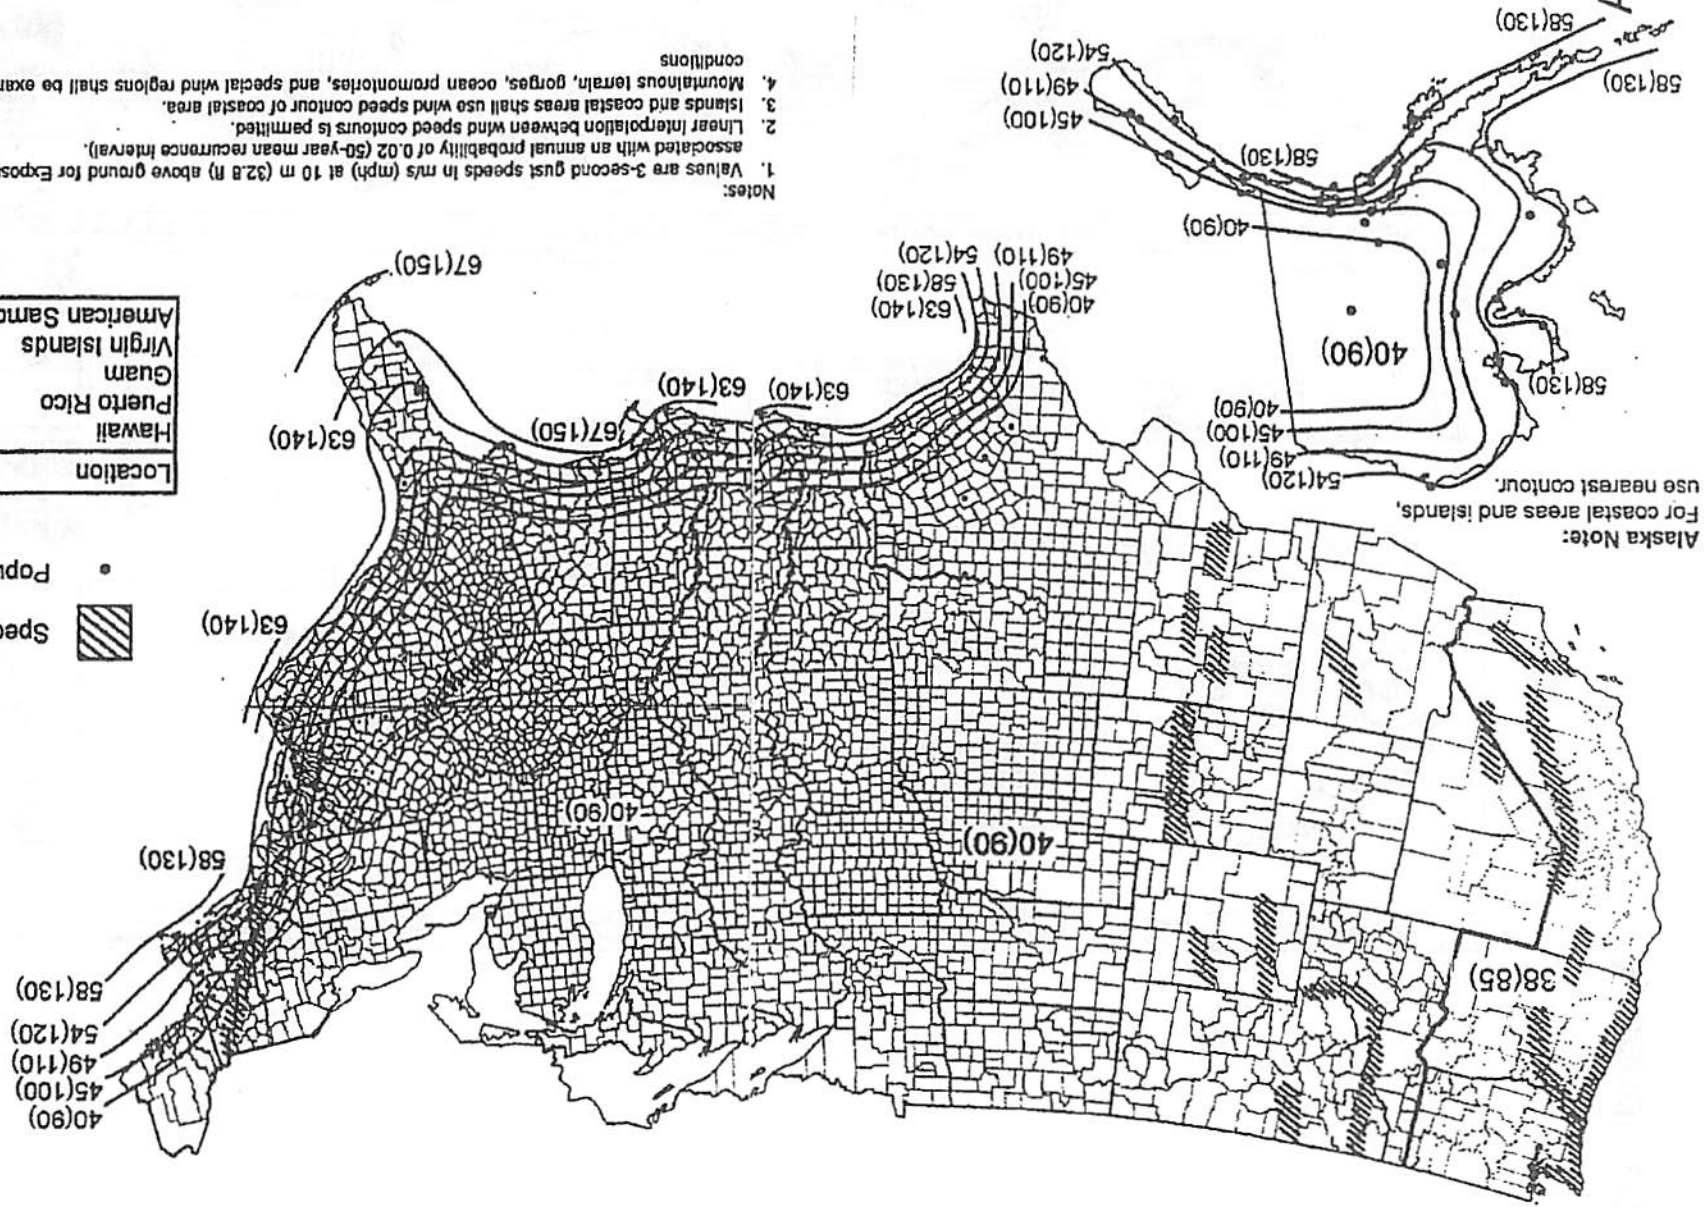 40(90)
45(100)
49(110)
54(120)
58(130)
38(85)
58(130)
40(90)
40(90)
63(140)
Spec
Popu
Alaska Note:
For coastal areas and islands,
use nearest contour.
54(120)
49(110)
45(100)
40(90)
58(130)
40(90)
40(90)
58(130)
45(100)
49(110)
54(120)
58(130)
58(130)
63(140)
63(140)
67(150)
63(140)
40(90)
45(100)
49(110)
63(140)
58(130)
54(120)
67(150)
Location
Hawaii
Puerto Rico
Guam
Virgin Islands
American Samo
Notes:
1. Values are 3-second gust speeds in m/s (mph) at 10 m (32.8 ft) above ground for Expos
associated with an annual probability of 0.02 (50-year mean recurrence interval).
2. Linear interpolation between wind speed contours is permitted.
3. Islands and coastal areas shall use wind speed contour of coastal area.
4. Mountainous terrain, gorges, ocean promontories, and special wind regions shall be exam
conditions